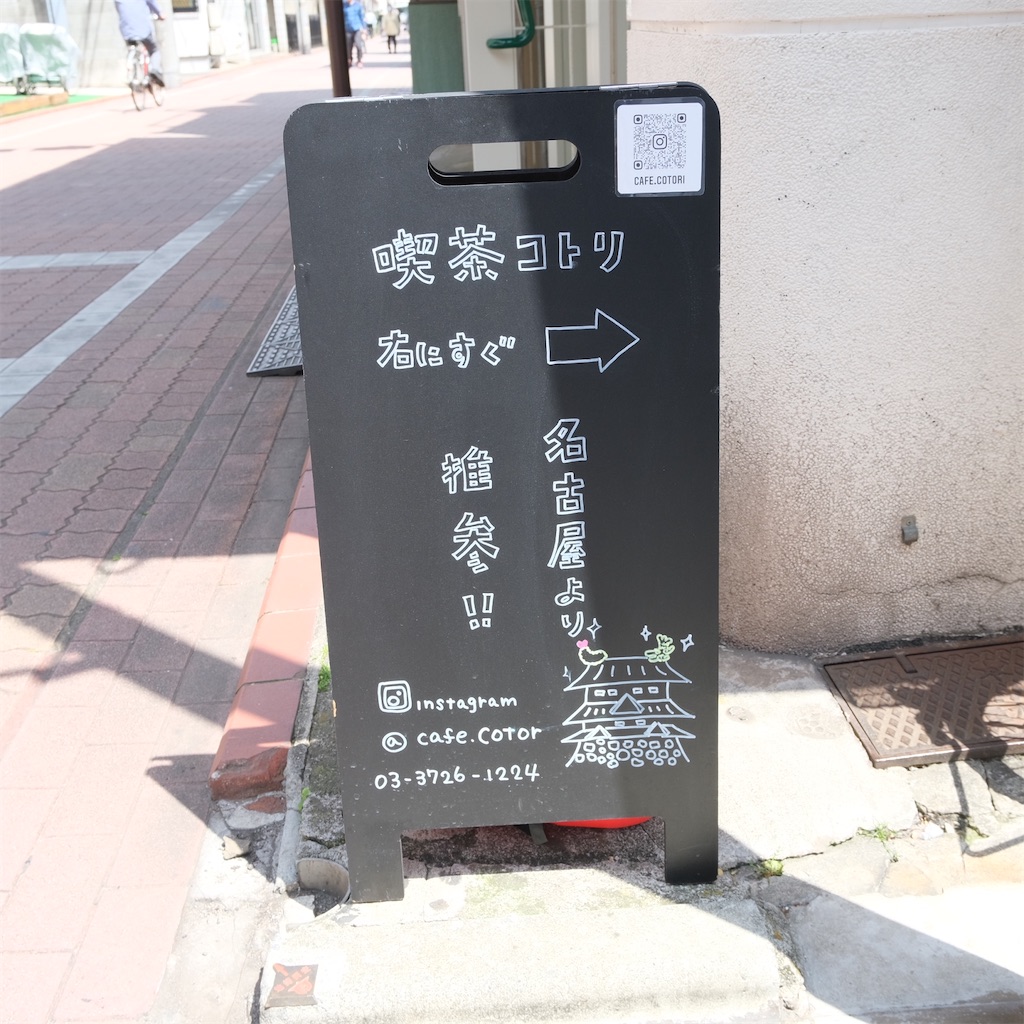 CAFE.COTORI
喫茶コトリ
右にすぐ
名古屋より
推参!!
instagram
@ cafe.cotor
03-3726-1224